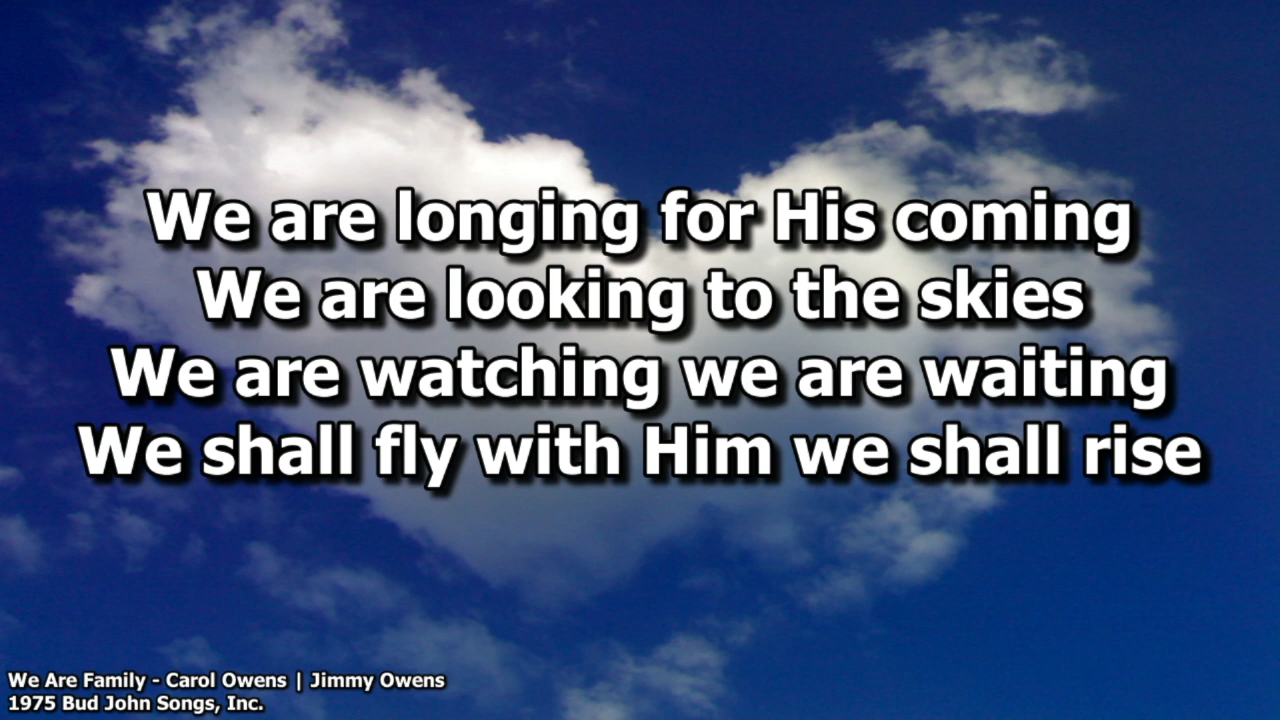 We are longing for His coming
We are looking to the skies
We are watching we are waiting
We shall fly with Him we shall rise
We Are Family - Carol Owens | Jimmy Owens
1975 Bud John Songs, Inc.